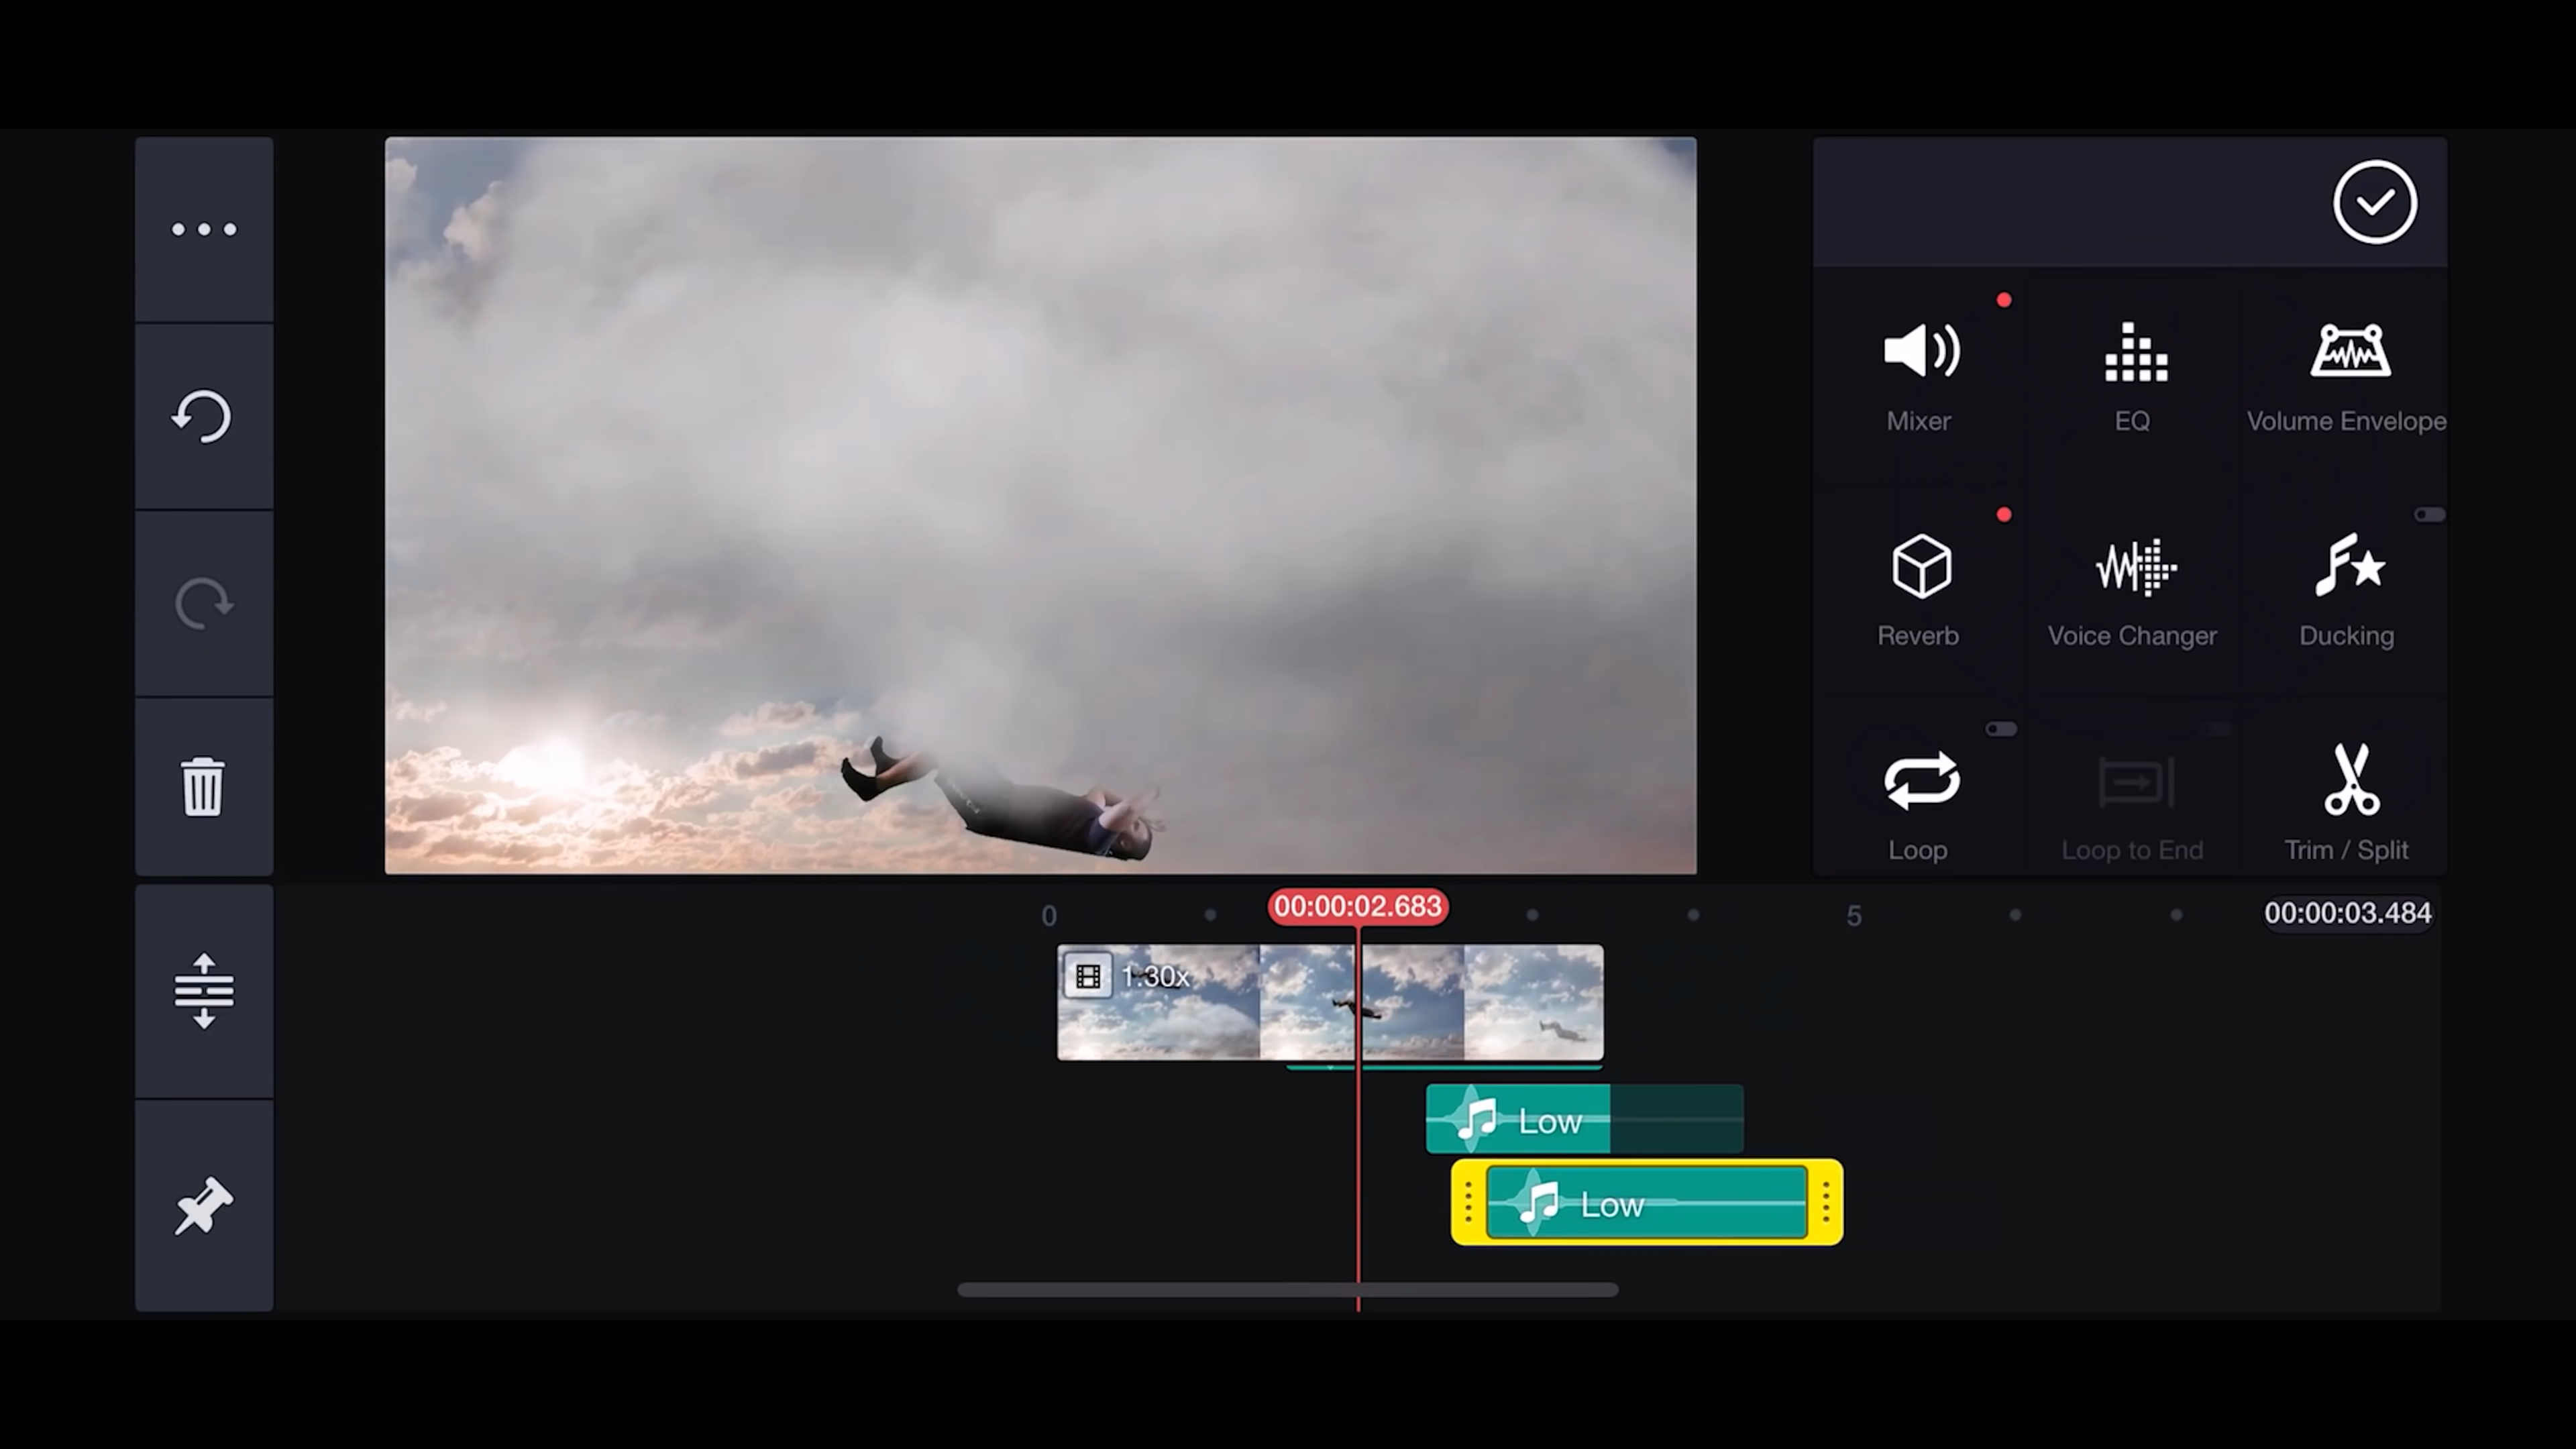 Mixer
EQ
Volume Envelope
Reverb
Voice Changer
Ducking
Loop
Loop to End
Trim / Split
0
00:00:02.683
5
00:00:03.484
1.30x
Low
Low